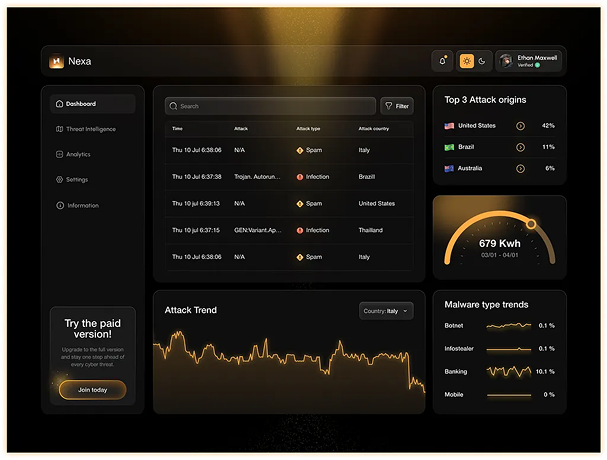 Nexa
Ethan Maxwell
Verified
Dashboard
Threat Intelligence
Analytics
Settings
Information
Try the paid
version!
Upgrade to the full version
and stay one step ahead of
every cyber threat.
Join today
Search
Filter
Time Attack Attack type Attack country
Thu 10 Jul 6:38:06 N/A Spam Italy
Thu 10 Jul 6:37:38 Trojan. Autorun... Infection Brazill
Thu 10 Jul 6:39:13 N/A Spam United States
Thu 10 jul 6:37:15 GEN:Variant.Ap... Infection Thailland
Thu 10 Jul 6:38:06 N/A Spam Italy
Attack Trend
Country: Italy
Top 3 Attack origins
United States 42%
Brazil 11%
Australia 6%
679 Kwh
03/01 - 04/01
Malware type trends
Botnet 0.1 %
Infostealer 0.1 %
Banking 10.1 %
Mobile 0 %